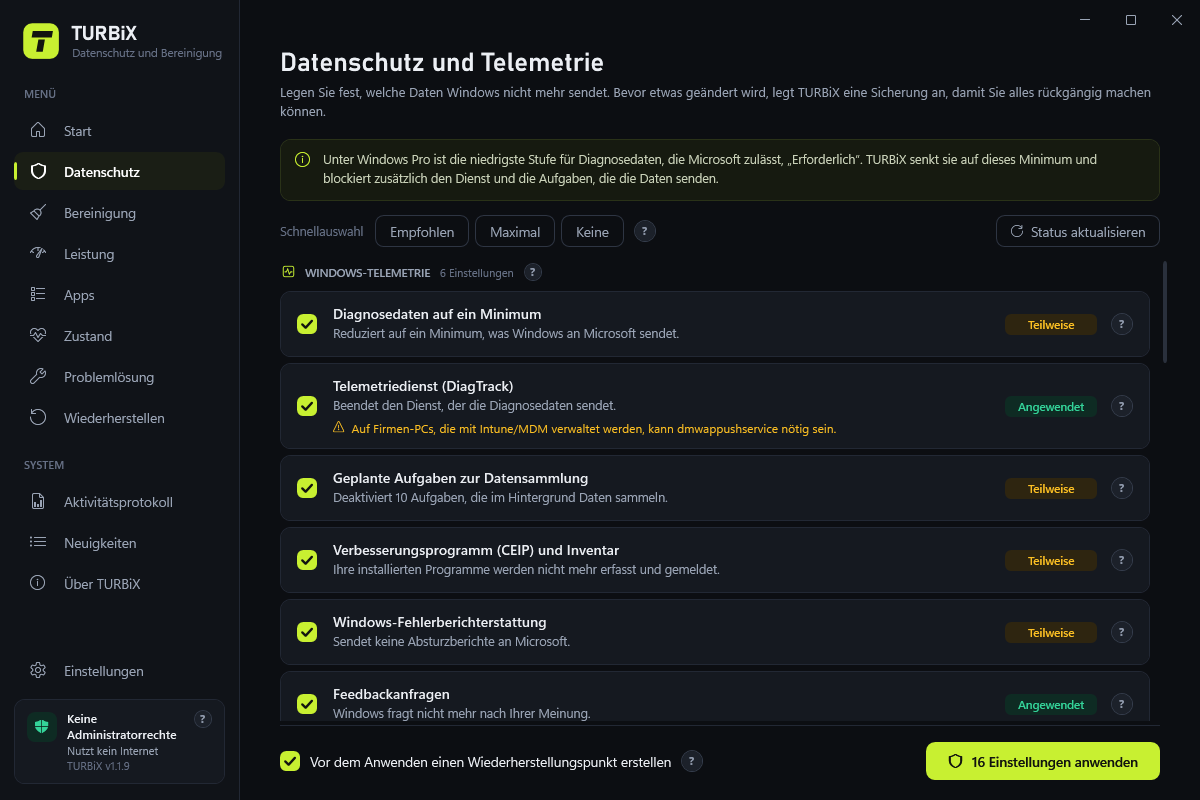 TURBiX
Datenschutz und Bereinigung
MENÜ
Start
Datenschutz
Bereinigung
Leistung
Apps
Zustand
Problemlösung
Wiederherstellen
SYSTEM
Aktivitätsprotokoll
Neuigkeiten
Über TURBiX
Einstellungen
Keine
Administratorrechte
?
Nutzt kein Internet
TURBiX v1.1.9
Datenschutz und Telemetrie
Legen Sie fest, welche Daten Windows nicht mehr sendet. Bevor etwas geändert wird, legt TURBiX eine Sicherung an, damit Sie alles rückgängig machen
können.
Unter Windows Pro ist die niedrigste Stufe für Diagnosedaten, die Microsoft zulässt, „Erforderlich". TURBiX senkt sie auf dieses Minimum und
blockiert zusätzlich den Dienst und die Aufgaben, die die Daten senden.
Schnellauswahl Empfohlen Maximal Keine ? Status aktualisieren
WINDOWS-TELEMETRIE 6 Einstellungen ?
Diagnosedaten auf ein Minimum
Reduziert auf ein Minimum, was Windows an Microsoft sendet.
Teilweise ?
Telemetriedienst (DiagTrack)
Beendet den Dienst, der die Diagnosedaten sendet.
Auf Firmen-PCs, die mit Intune/MDM verwaltet werden, kann dmwappushservice nötig sein.
Angewendet ?
Geplante Aufgaben zur Datensammlung
Deaktiviert 10 Aufgaben, die im Hintergrund Daten sammeln.
Teilweise ?
Verbesserungsprogramm (CEIP) und Inventar
Ihre installierten Programme werden nicht mehr erfasst und gemeldet.
Teilweise ?
Windows-Fehlerberichterstattung
Sendet keine Absturzberichte an Microsoft.
Teilweise ?
Feedbackanfragen
Windows fragt nicht mehr nach Ihrer Meinung.
Angewendet ?
Vor dem Anwenden einen Wiederherstellungspunkt erstellen ?
16 Einstellungen anwenden